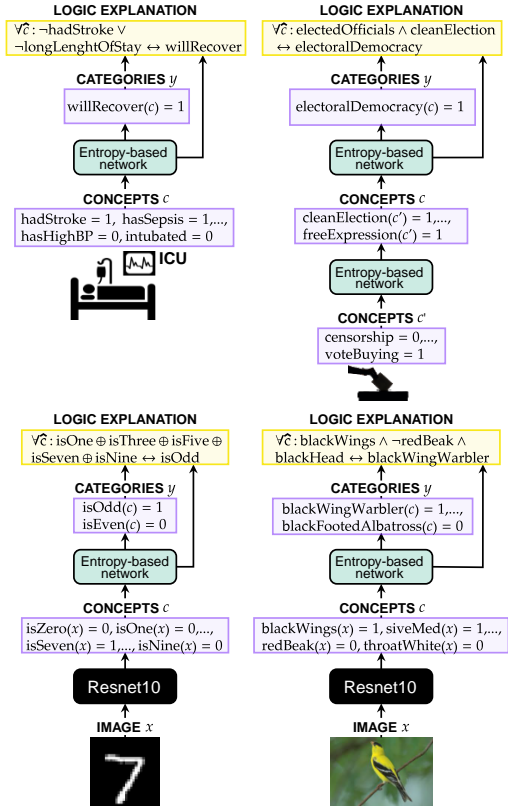 LOGIC EXPLANATION
∀ĉ : ¬hadStroke ∨
¬longLenghtOfStay ↔ willRecover
CATEGORIES y
willRecover(c) = 1
Entropy-based
network
CONCEPTS c
hadStroke = 1, hasSepsis = 1,...,
hasHighBP = 0, intubated = 0
ICU
LOGIC EXPLANATION
∀ĉ : electedOfficials ∧ cleanElection
↔ electoralDemocracy
CATEGORIES y
electoralDemocracy(c) = 1
Entropy-based
network
CONCEPTS c
cleanElection(c′) = 1,...,
freeExpression(c′) = 1
Entropy-based
network
CONCEPTS c'
censorship = 0,...,
voteBuying = 1
LOGIC EXPLANATION
∀ĉ : isOne ⊕ isThree ⊕ isFive ⊕
isSeven ⊕ isNine ↔ isOdd
CATEGORIES y
isOdd(c) = 1
isEven(c) = 0
Entropy-based
network
CONCEPTS c
isZero(x) = 0, isOne(x) = 0,...,
isSeven(x) = 1,..., isNine(x) = 0
Resnet10
IMAGE x
7
LOGIC EXPLANATION
∀ĉ : blackWings ∧ ¬redBeak ∧
blackHead ↔ blackWingWarbler
CATEGORIES y
blackWingWarbler(c) = 1,...,
blackFootedAlbatross(c) = 0
Entropy-based
network
CONCEPTS c
blackWings(x) = 1, siveMed(x) = 1,...,
redBeak(x) = 0, throatWhite(x) = 0
Resnet10
IMAGE x